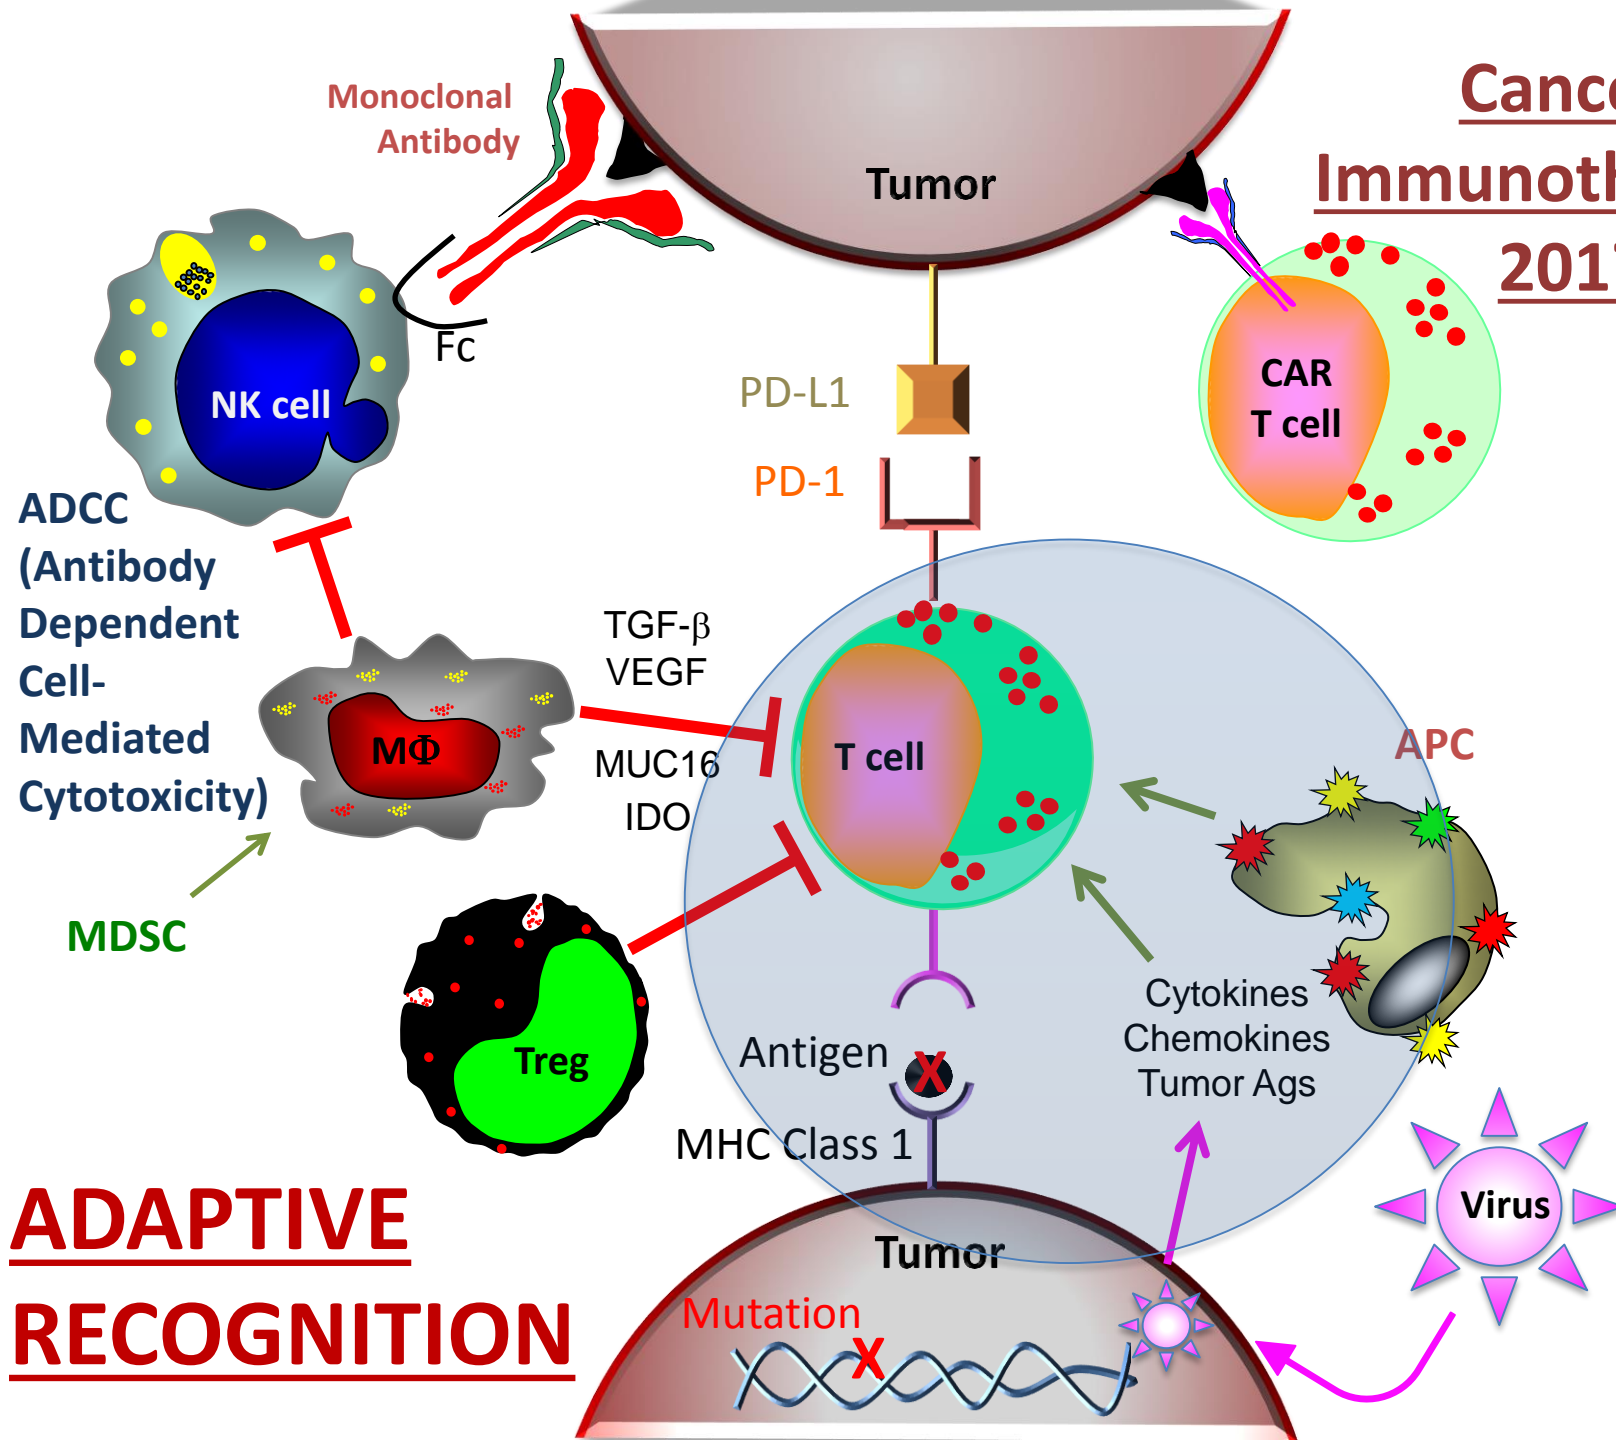 Monoclonal
Antibody
Tumor
Cance
Immunoth
201
Fc
NK cell
PD-L1
PD-1
CAR
T cell
ADCC
(Antibody
Dependent
Cell-
Mediated
Cytotoxicity)
TGF-β
VEGF
MΦ
MUC16
IDO
T cell
APC
MDSC
Treg
Cytokines
Chemokines
Tumor Ags
Antigen
X
MHC Class 1
Virus
ADAPTIVE
RECOGNITION
Tumor
Mutation
X